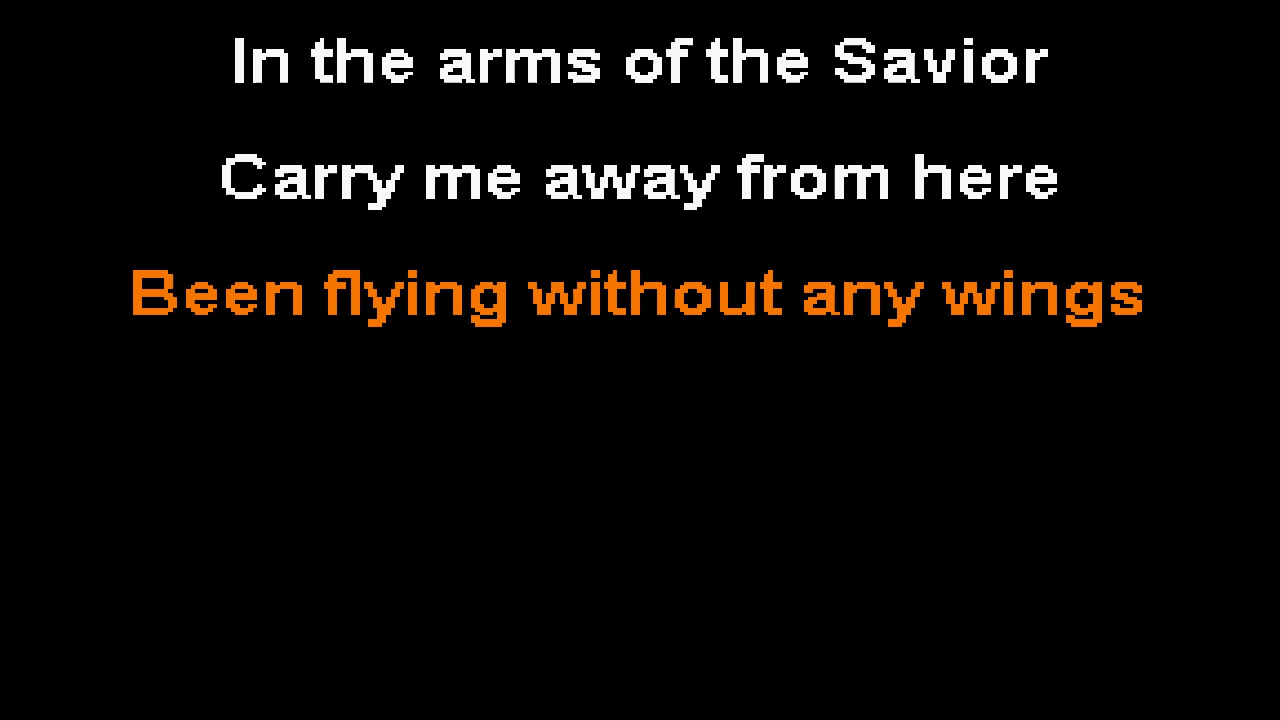 In the arms of the Savior
Carry me away from here
Been flying without any wings